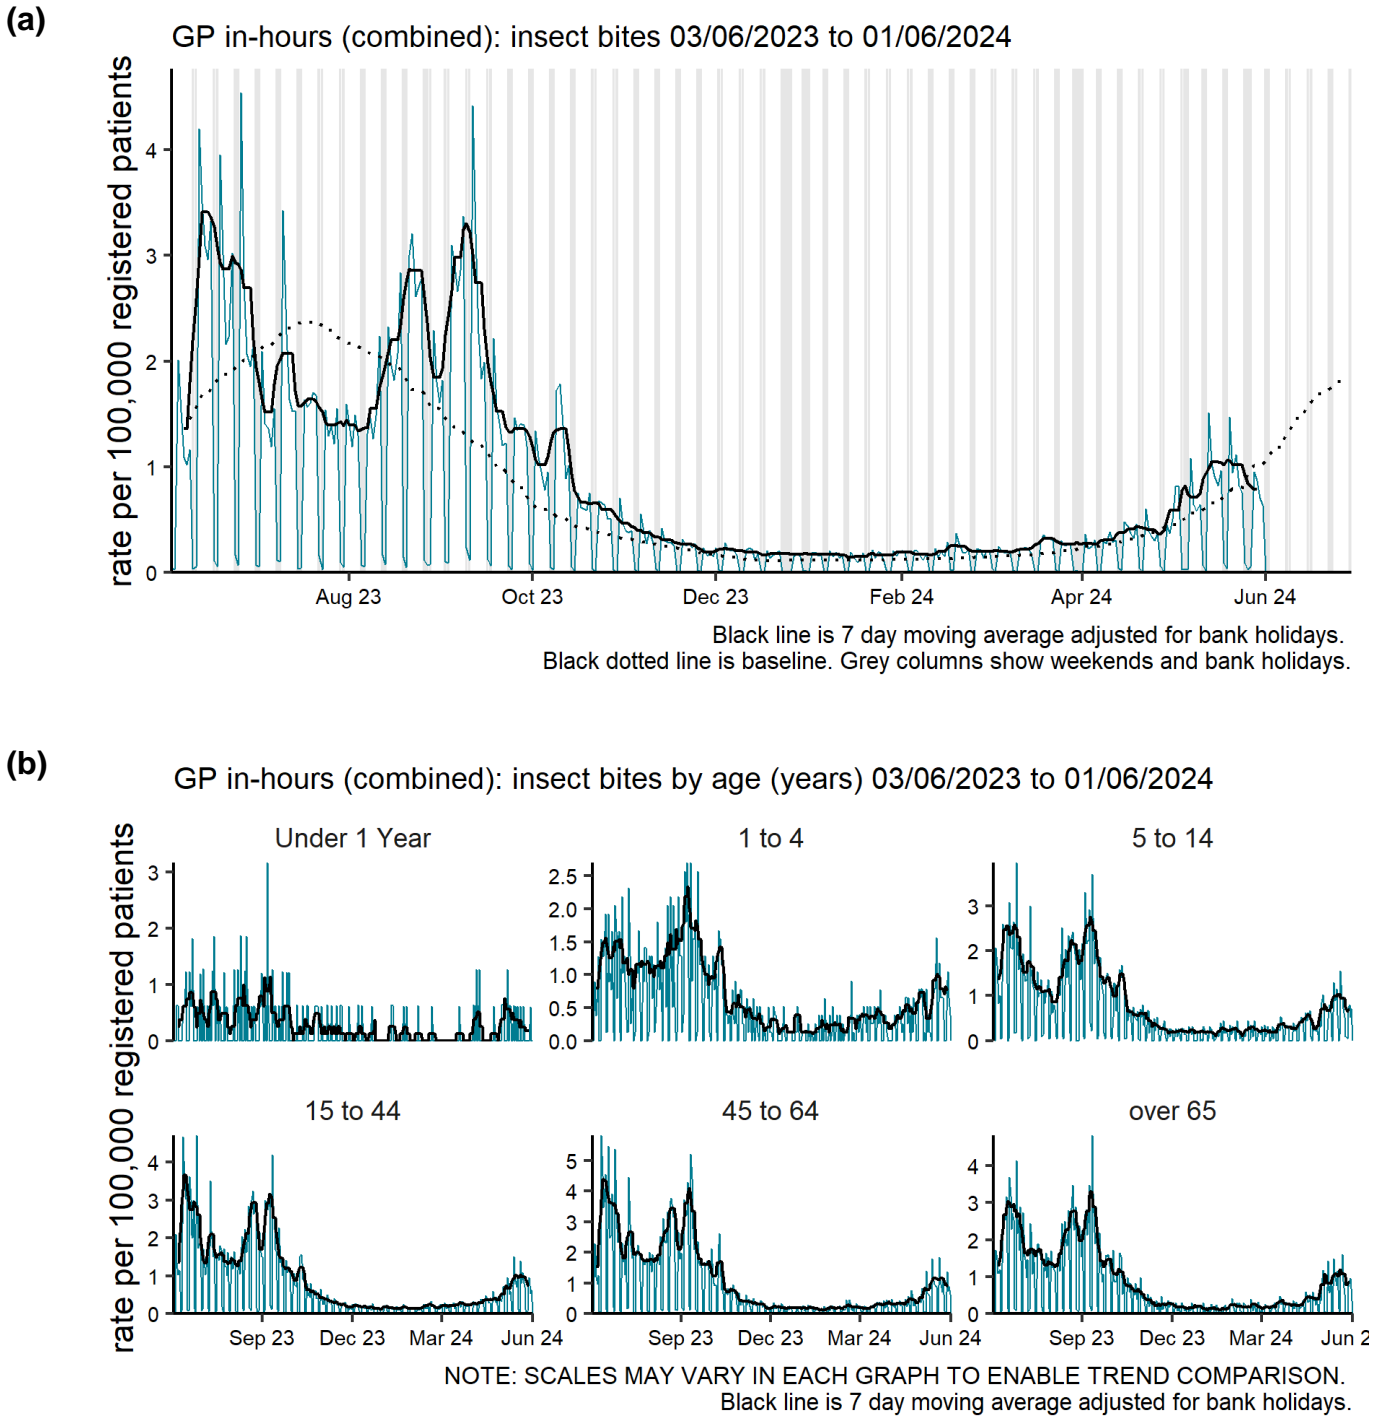 (a)
GP in-hours (combined): insect bites 03/06/2023 to 01/06/2024
rate per 100,000 registered patients
4
3
2
1
0
Aug 23
Oct 23
Dec 23
Feb 24
Apr 24
Jun 24
Black line is 7 day moving average adjusted for bank holidays.
Black dotted line is baseline. Grey columns show weekends and bank holidays.
(b)
GP in-hours (combined): insect bites by age (years) 03/06/2023 to 01/06/2024
rate per 100,000 registered patients
Under 1 Year
3
2
1
0
1 to 4
2.5
2.0
1.5
1.0
0.5
0.0
5 to 14
3
2
1
0
15 to 44
4
3
2
1
0
Sep 23
Dec 23
Mar 24
Jun 24
45 to 64
5
4
3
2
1
0
Sep 23
Dec 23
Mar 24
Jun 24
over 65
4
3
2
1
0
Sep 23
Dec 23
Mar 24
Jun 2
NOTE: SCALES MAY VARY IN EACH GRAPH TO ENABLE TREND COMPARISON.
Black line is 7 day moving average adjusted for bank holidays.